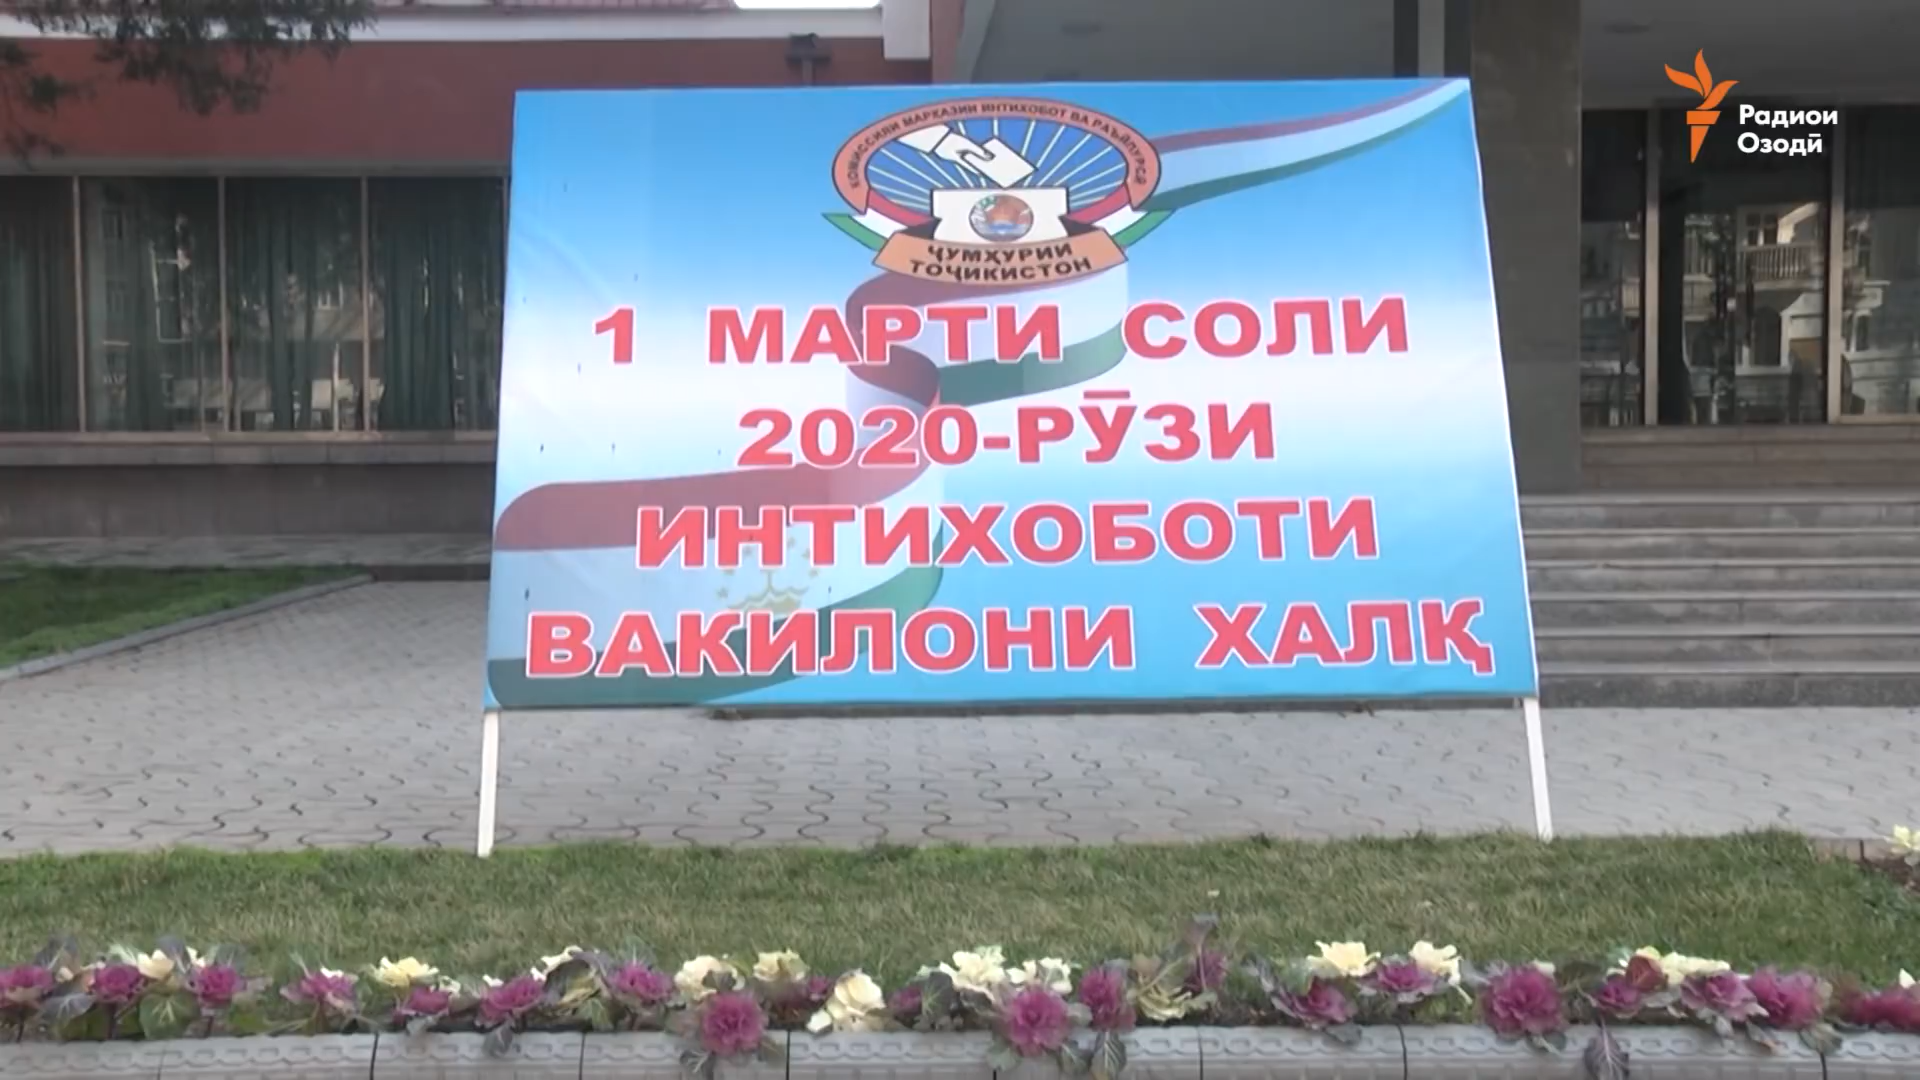 Радиои
Озодӣ
КОМИССИЯИ МАРКАЗИИ ИНТИХОБОТ ВА РАЪЙПУРСӢ
ҶУМҲУРИИ
ТОҶИКИСТОН
1 МАРТИ СОЛИ
2020-РӮЗИ
ИНТИХОБОТИ
ВАКИЛОНИ ХАЛҚ